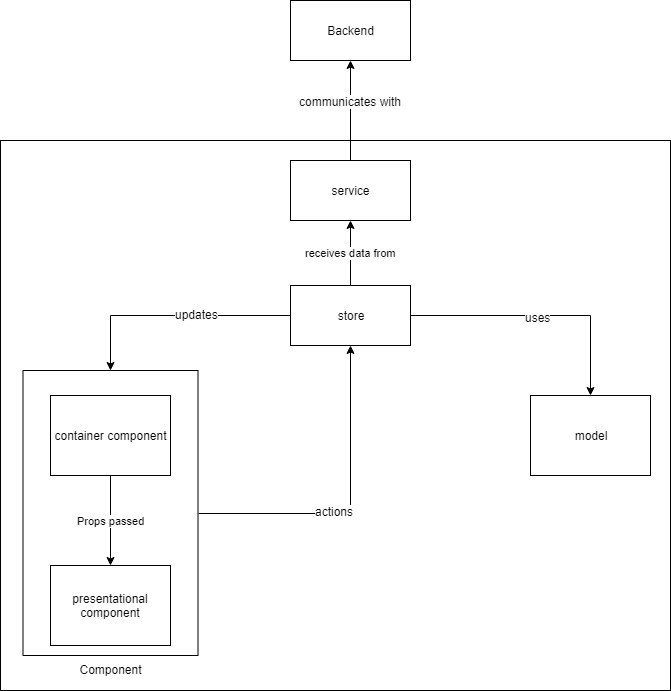 Backend
communicates with
service
receives data from
store
updates
uses
container component
model
actions
Props passed
presentational
component
Component